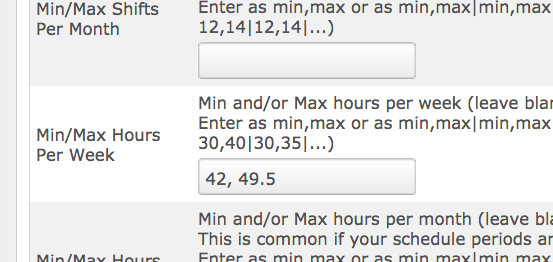 Min/Max Shifts
Per Month
Enter as min,max or as min,max|min,max
12,14|12,14|...)
Min/Max Hours
Per Week
Min and/or Max hours per week (leave blan
Enter as min,max or as min,max|min,max
30,40|30,35|...)
42, 49.5
Min/Max Hours
Min and/or Max hours per month (leave bl
This is common if your schedule periods ar
Enter as min,max or as min,max|min,max